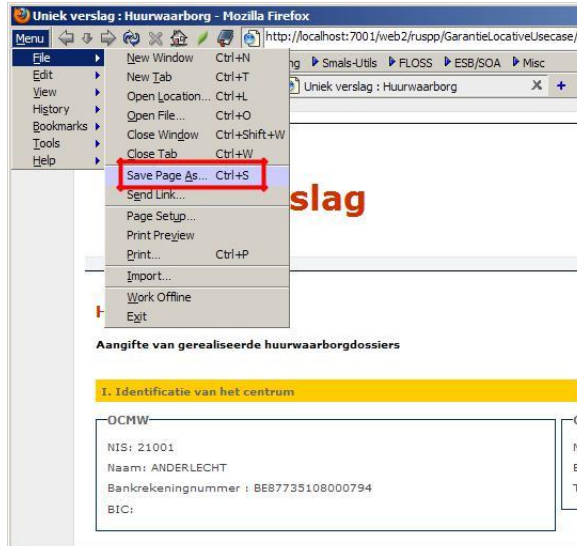 Uniek verslag : Huurwaarborg - Mozilla Firefox
Menu http://localhost:7001/web2/ruspp/GarantieLocativeUsecase/
File
Edit
View
History
Bookmarks
Tools
Help
New Window Ctrl+N
New Tab Ctrl+T
Open Location... Ctrl+L
Open File... Ctrl+O
Close Window Ctrl+Shift+W
Close Tab Ctrl+W
Save Page As... Ctrl+S
Send Link...
Page Setup...
Print Preview
Print... Ctrl+P
Import...
Work Offline
Exit
ng Smals-Utils FLOSS ESB/SOA Misc
Uniek verslag : Huurwaarborg X +
slag
H
Aangifte van gerealiseerde huurwaarborgdossiers
I. Identificatie van het centrum
OCMW
NIS: 21001
Naam: ANDERLECHT
Bankrekeningnummer : BE87735108000794
BIC: